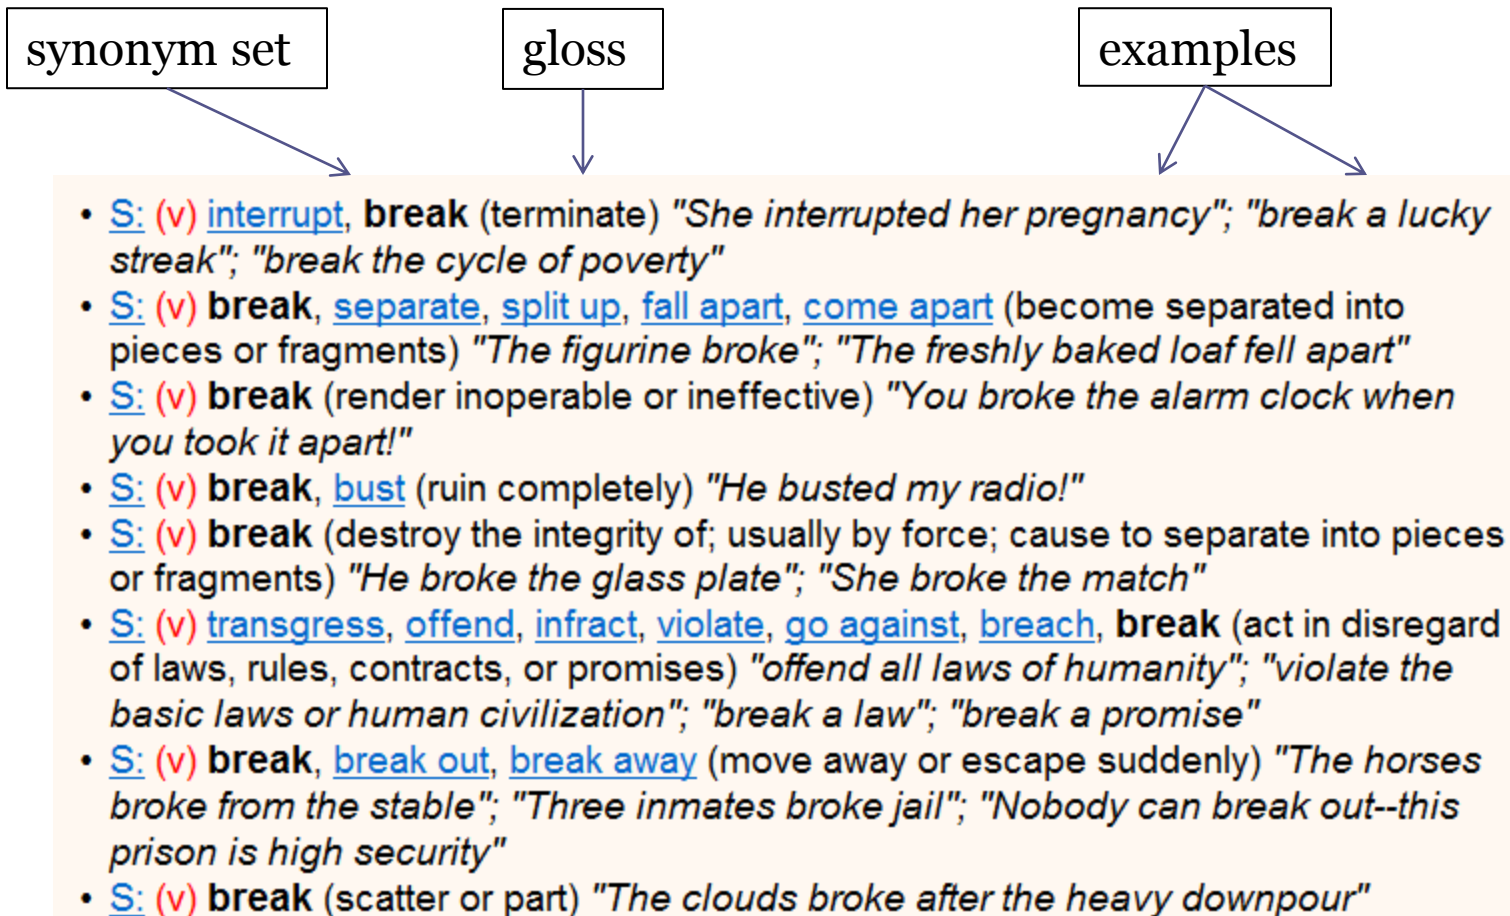 synonym set
gloss
examples
• S: (v) interrupt, break (terminate) "She interrupted her pregnancy"; "break a lucky
streak"; "break the cycle of poverty"
• S: (v) break, separate, split up, fall apart, come apart (become separated into
pieces or fragments) "The figurine broke"; "The freshly baked loaf fell apart"
• S: (v) break (render inoperable or ineffective) "You broke the alarm clock when
you took it apart!"
• S: (v) break, bust (ruin completely) "He busted my radio!"
• S: (v) break (destroy the integrity of; usually by force; cause to separate into pieces
or fragments) "He broke the glass plate"; "She broke the match"
• S: (v) transgress, offend, infract, violate, go against, breach, break (act in disregard
of laws, rules, contracts, or promises) "offend all laws of humanity"; "violate the
basic laws or human civilization"; "break a law"; "break a promise"
• S: (v) break, break out, break away (move away or escape suddenly) "The horses
broke from the stable"; "Three inmates broke jail"; "Nobody can break out--this
prison is high security"
• S: (v) break (scatter or part) "The clouds broke after the heavy downpour"